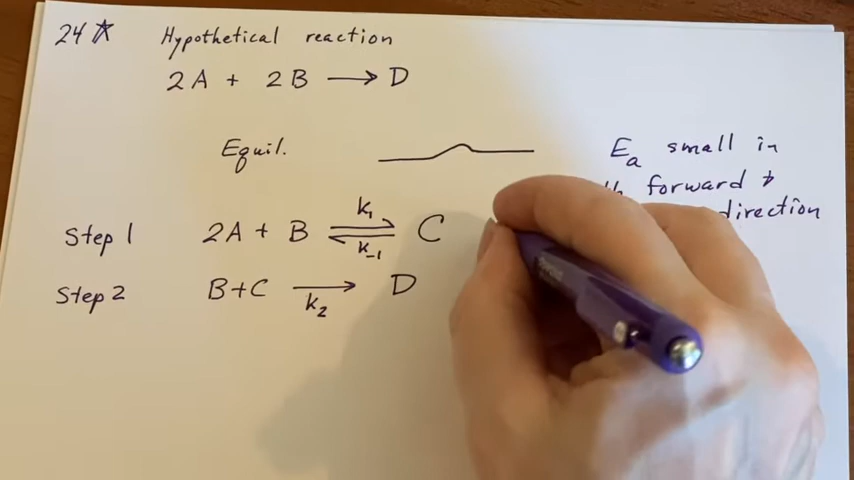 24 ☆ Hypothetical reaction
2A + 2B ⟶ D
Equil.
Eₐ small in
forward +
direction
Step 1 2A + B ⇌ C
k₁
k₋₁
Step 2 B+C ⟶ D
k₂